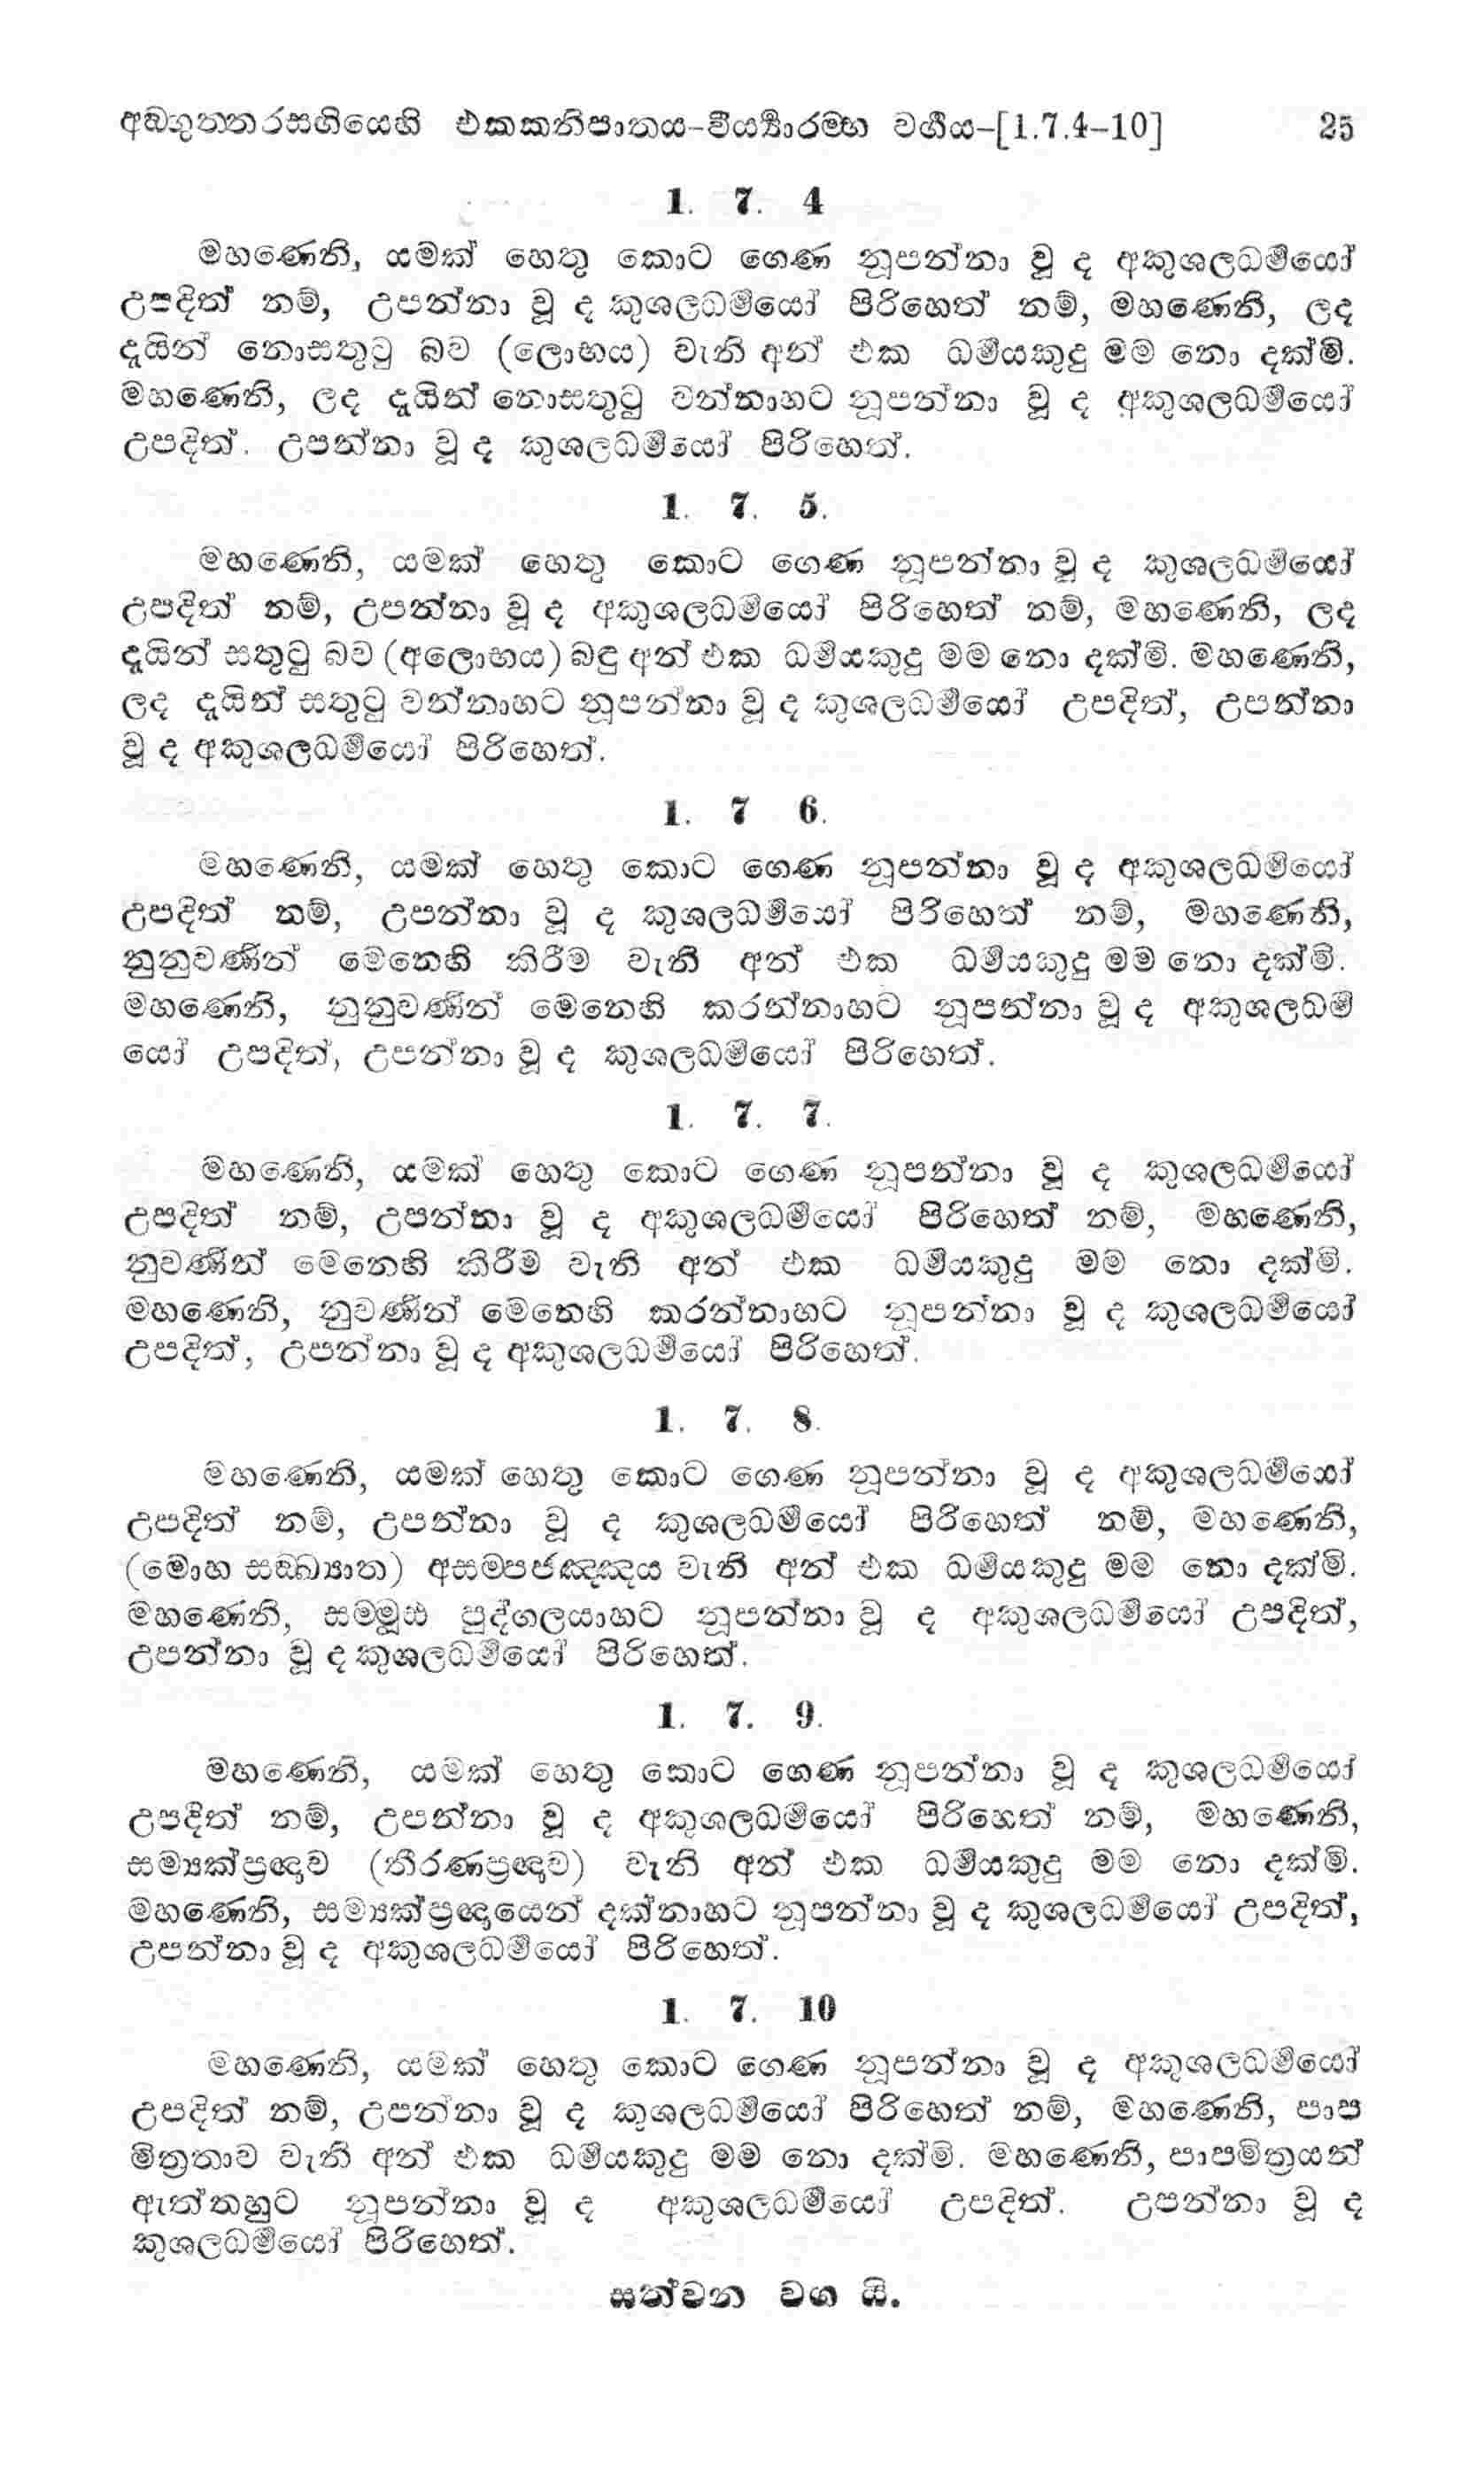 අඞගුත්තරසඟියෙහි එකකනිපාතය-වීර්‍ය්‍යාරම්භ වර්‍ගය-[1.7.4-10] 25
1. 7. 4
මහණෙනි, යමක් හෙතු කොට ගෙණ නූපන්නා වූ ද අකුශලධර්‍මයෝ
උපදිත් නම්, උපන්නා වූ ද කුශලධර්‍මයෝ පිරිහෙත් නම්, මහණෙනි, ලද
දැයින් නොසතුටු බව (ලොභය) වැනි අන් එක ධර්‍මයකුදු මම නො දක්මි.
මහණෙනි, ලද දැයින් නොසතුටු වන්නාහට නූපන්නා වූ ද අකුශලධර්‍මයෝ
උපදිත්. උපන්නා වූ ද කුශලධර්‍මයෝ පිරිහෙත්.
1. 7. 5.
මහණෙනි, යමක් හෙතු කොට ගෙණ නූපන්නා වූ ද කුශලධර්‍මයෝ
උපදිත් නම්, උපන්නා වූ ද අකුශලධර්‍මයෝ පිරිහෙත් නම්, මහණෙනි, ලද
දැයින් සතුටු බව (අලොභය) බඳු අන් එක ධර්‍මයකුදු මම නො දක්මි. මහණෙනි,
ලද දැයින් සතුටු වන්නාහට නූපන්නා වූ ද කුශලධර්‍මයෝ උපදිත්, උපන්නා
වූ ද අකුශලධර්‍මයෝ පිරිහෙත්.
1. 7 6.
මහණෙනි, යමක් හෙතු කොට ගෙණ නූපන්නා වූ ද අකුශලධර්‍මයෝ
උපදිත් නම්, උපන්නා වූ ද කුශලධර්‍මයෝ පිරිහෙත් නම්, මහණෙනි,
නුනුවණින් මෙනෙහි කිරීම වැනි අන් එක ධර්‍මයකුදු මම නො දක්මි.
මහණෙනි, නුනුවණින් මෙනෙහි කරන්නාහට නූපන්නා වූ ද අකුශලධර්‍ම
යෝ උපදිත්, උපන්නා වූ ද කුශලධර්‍මයෝ පිරිහෙත්.
1. 7. 7.
මහණෙනි, යමක් හෙතු කොට ගෙණ නූපන්නා වූ ද කුශලධර්‍මයෝ
උපදිත් නම්, උපන්නා වූ ද අකුශලධර්‍මයෝ පිරිහෙත් නම්, මහණෙනි,
නුවණින් මෙනෙහි කිරීම වැනි අන් එක ධර්‍මයකුදු මම නො දක්මි.
මහණෙනි, නුවණින් මෙනෙහි කරන්නාහට නූපන්නා වූ ද කුශලධර්‍මයෝ
උපදිත්, උපන්නා වූ ද අකුශලධර්‍මයෝ පිරිහෙත්.
1. 7. 8.
මහණෙනි, යමක් හෙතු කොට ගෙණ නූපන්නා වූ ද අකුශලධර්‍මයෝ
උපදිත් නම්, උපන්නා වූ ද කුශලධර්‍මයෝ පිරිහෙත් නම්, මහණෙනි,
(මොහ සඞ්ඛ්‍යාත) අසම්පජඤ්ඤය වැනි අන් එක ධර්‍මයකුදු මම නො දක්මි.
මහණෙනි, සම්මූඪ පුද්ගලයාහට නූපන්නා වූ ද අකුශලධර්‍මයෝ උපදිත්,
උපන්නා වූ ද කුශලධර්‍මයෝ පිරිහෙත්.
1. 7. 9.
මහණෙනි, යමක් හෙතු කොට ගෙණ නූපන්නා වූ ද කුශලධර්‍මයෝ
උපදිත් නම්, උපන්නා වූ ද අකුශලධර්‍මයෝ පිරිහෙත් නම්, මහණෙනි,
සම්‍යක්ප්‍රඥාව (තීරණප්‍රඥාව) වැනි අන් එක ධර්‍මයකුදු මම නො දක්මි.
මහණෙනි, සම්‍යක්ප්‍රඥායෙන් දක්නාහට නූපන්නා වූ ද කුශලධර්‍මයෝ උපදිත්,
උපන්නා වූ ද අකුශලධර්‍මයෝ පිරිහෙත්.
1. 7. 10
මහණෙනි, යමක් හෙතු කොට ගෙණ නූපන්නා වූ ද අකුශලධර්‍මයෝ
උපදිත් නම්, උපන්නා වූ ද කුශලධර්‍මයෝ පිරිහෙත් නම්, මහණෙනි, පාප
මිත්‍රතාව වැනි අන් එක ධර්‍මයකුදු මම නො දක්මි. මහණෙනි, පාපමිත්‍රයන්
ඇත්තහුට නූපන්නා වූ ද අකුශලධර්‍මයෝ උපදිත්. උපන්නා වූ ද
කුශලධර්‍මයෝ පිරිහෙත්.
සත්වන වග යි.